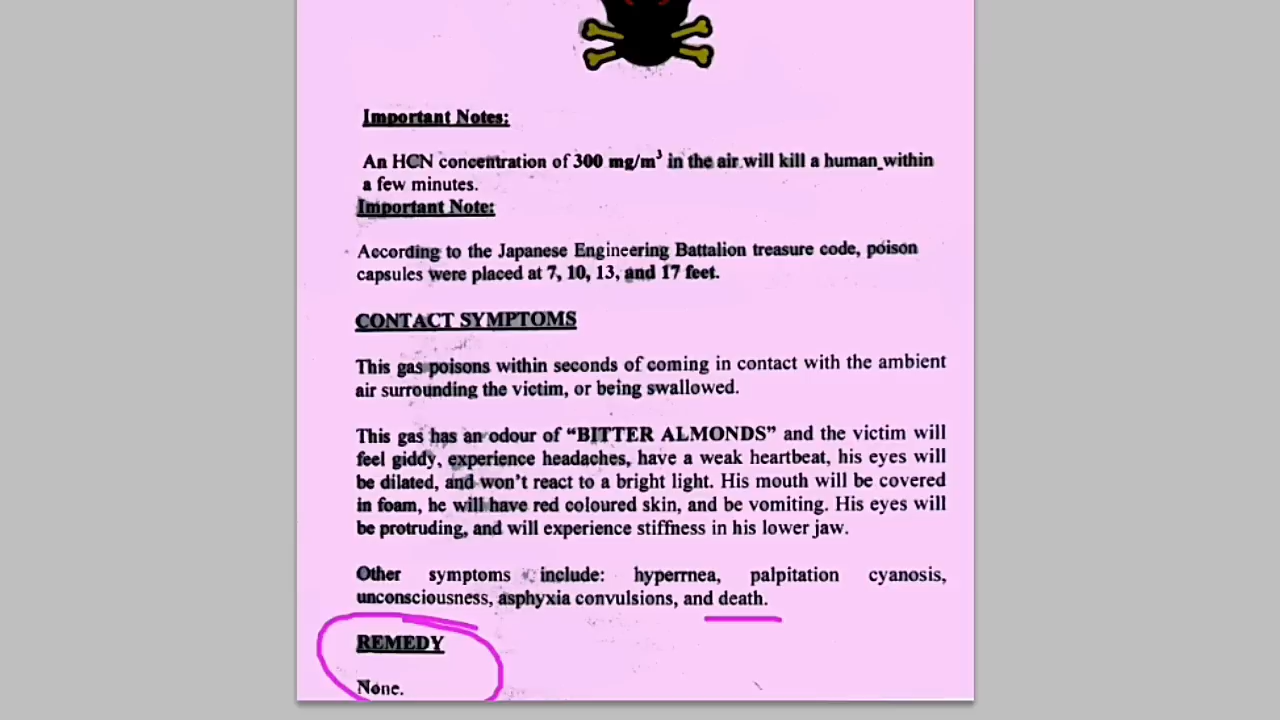 Important Notes:
An HCN concentration of 300 mg/m³ in the air will kill a human within
a few minutes.
Important Note:
According to the Japanese Engineering Battalion treasure code, poison
capsules were placed at 7, 10, 13, and 17 feet.
CONTACT SYMPTOMS
This gas poisons within seconds of coming in contact with the ambient
air surrounding the victim, or being swallowed.
This gas has an odour of “BITTER ALMONDS” and the victim will
feel giddy, experience headaches, have a weak heartbeat, his eyes will
be dilated, and won’t react to a bright light. His mouth will be covered
in foam, he will have red coloured skin, and be vomiting. His eyes will
be protruding, and will experience stiffness in his lower jaw.
Other symptoms include: hyperrnea, palpitation cyanosis,
unconsciousness, asphyxia convulsions, and death.
REMEDY
None.